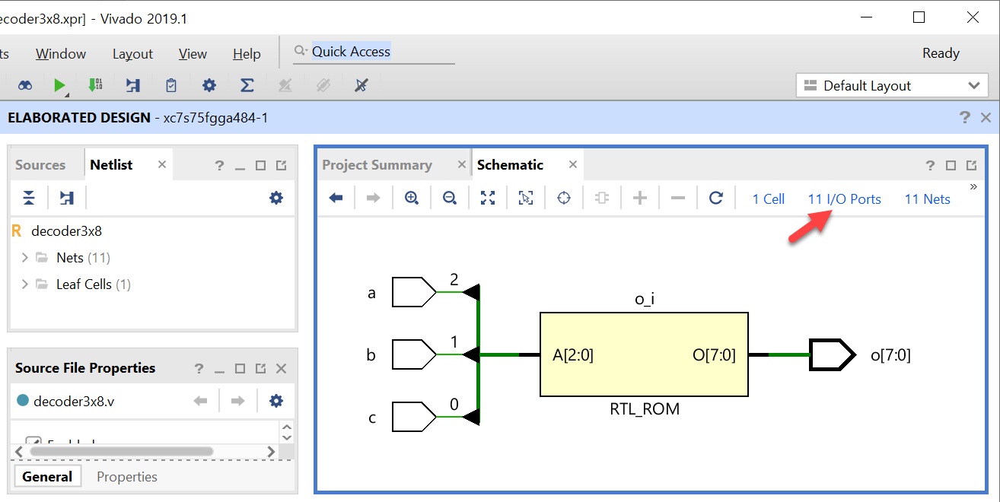 ecoder3x8.xpr] - Vivado 2019.1
ts Window Layout View Help Quick Access Ready
Default Layout
ELABORATED DESIGN - xc7s75fgga484-1
Sources Netlist
Project Summary Schematic
1 Cell 11 I/O Ports 11 Nets
R decoder3x8
Nets (11)
Leaf Cells (1)
a 2
o_i
b 1 A[2:0] O[7:0] o[7:0]
c 0
RTL_ROM
Source File Properties
decoder3x8.v
General Properties